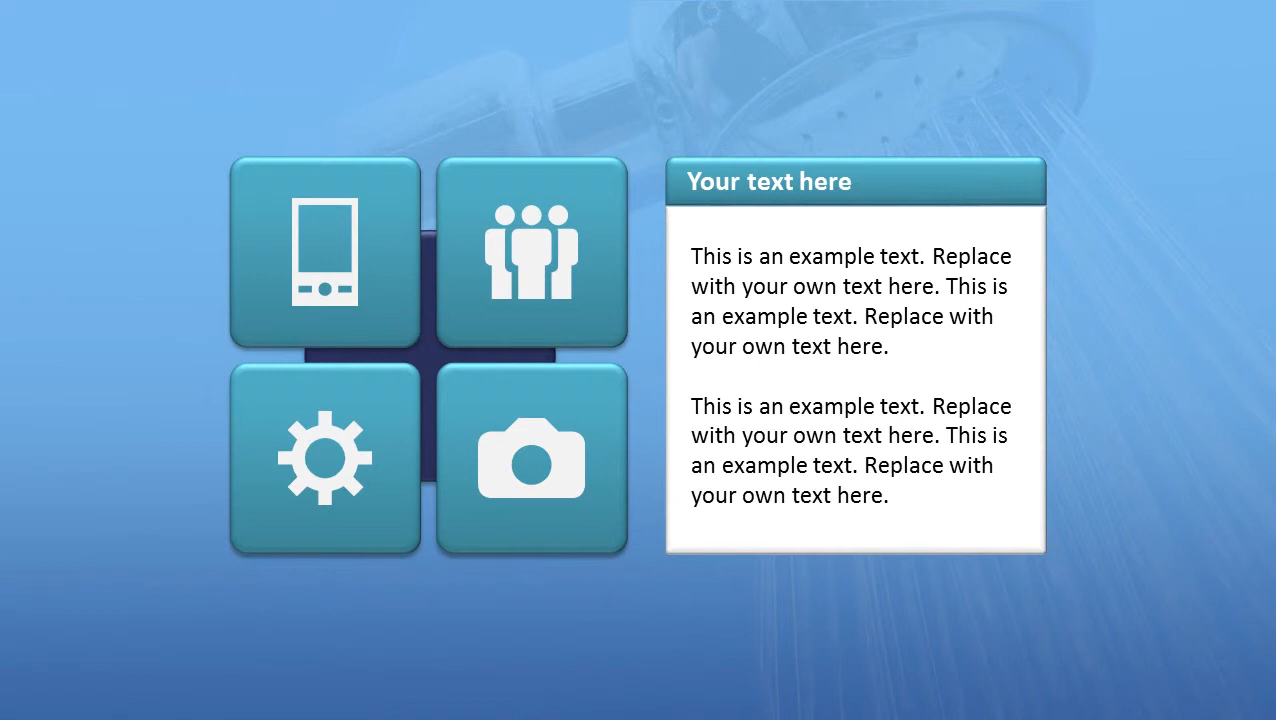 Your text here
This is an example text. Replace
with your own text here. This is
an example text. Replace with
your own text here.
This is an example text. Replace
with your own text here. This is
an example text. Replace with
your own text here.